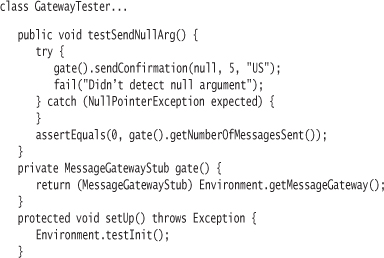 class GatewayTester...
public void testSendNullArg() {
try {
gate().sendConfirmation(null, 5, "US");
fail("Didn't detect null argument");
} catch (NullPointerException expected) {
}
assertEquals(0, gate().getNumberOfMessagesSent());
}
private MessageGatewayStub gate() {
return (MessageGatewayStub) Environment.getMessageGateway();
}
protected void setUp() throws Exception {
Environment.testInit();
}